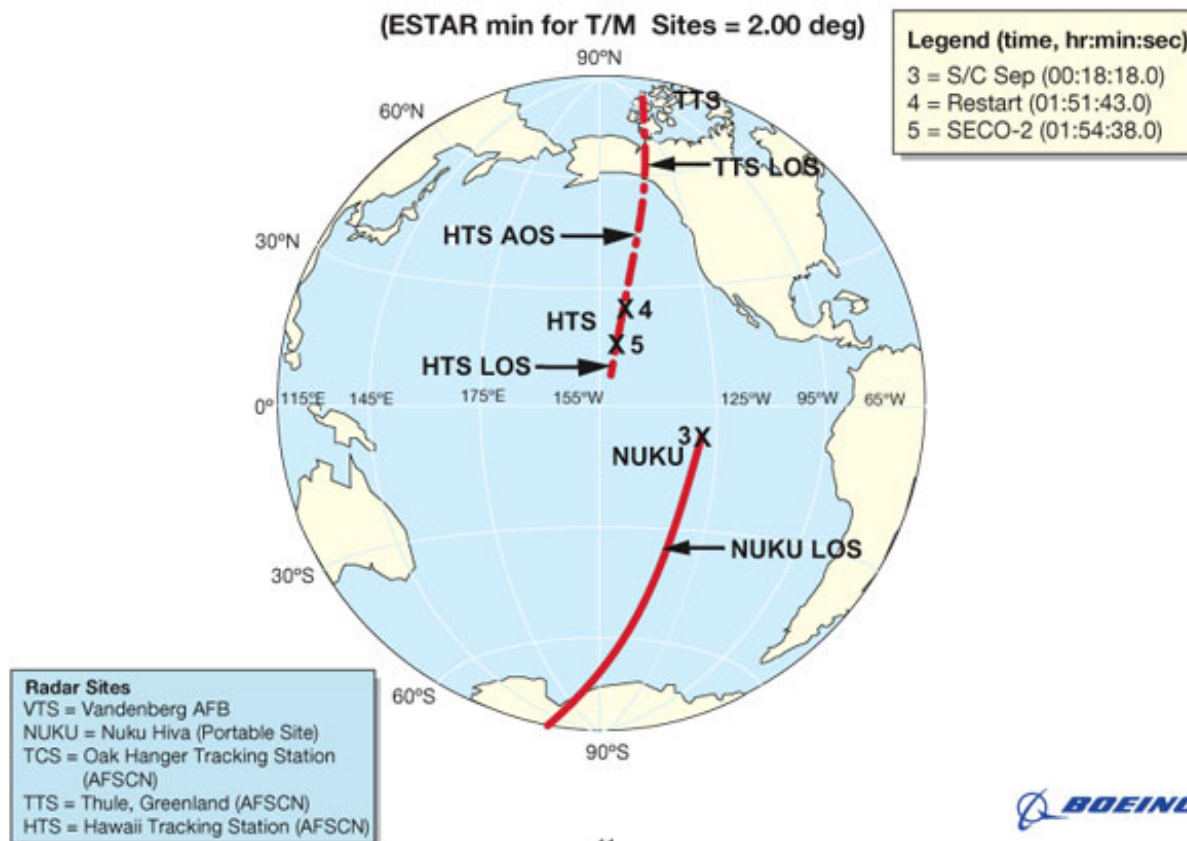 (ESTAR min for T/M Sites = 2.00 deg)
Legend (time, hr:min:sec)
3 = S/C Sep (00:18:18.0)
4 = Restart (01:51:43.0)
5 = SECO-2 (01:54:38.0)
90ºN
60ºN
TTS
TTS LOS
HTS AOS
30ºN
4
HTS
5
HTS LOS
0º
115ºE
145ºE
175ºE
155ºW
125ºW
95ºW
65ºW
3
NUKU
NUKU LOS
30ºS
60ºS
90ºS
Radar Sites
VTS = Vandenberg AFB
NUKU = Nuku Hiva (Portable Site)
TCS = Oak Hanger Tracking Station
(AFSCN)
TTS = Thule, Greenland (AFSCN)
HTS = Hawaii Tracking Station (AFSCN)
BOEING